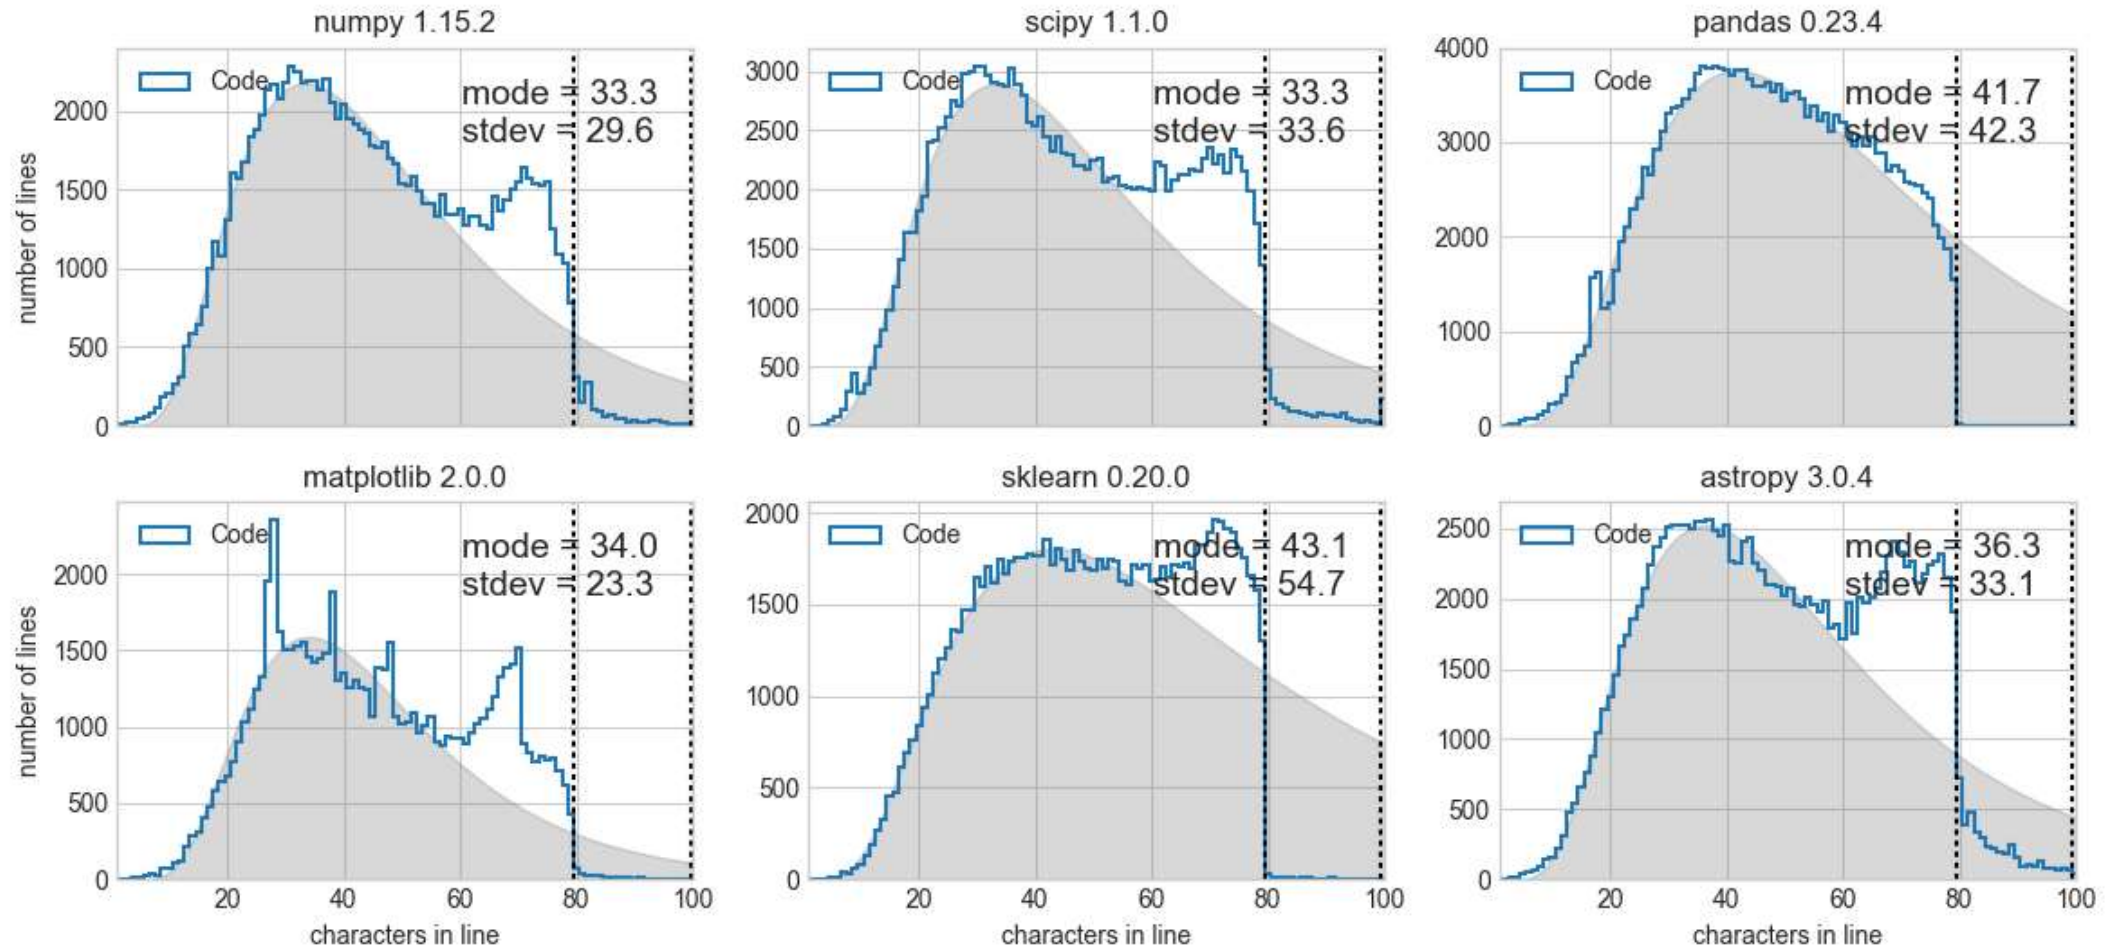 numpy 1.15.2
number of lines
2000
1500
1000
500
0
Code
mode = 33.3
stdev = 29.6
scipy 1.1.0
3000
2500
2000
1500
1000
500
0
Code
mode = 33.3
stdev = 33.6
pandas 0.23.4
4000
3000
2000
1000
0
Code
mode = 41.7
stdev = 42.3
matplotlib 2.0.0
number of lines
2000
1500
1000
500
0
Code
mode = 34.0
stdev = 23.3
20 40 60 80 100
characters in line
sklearn 0.20.0
2000
1500
1000
500
0
Code
mode = 43.1
stdev = 54.7
20 40 60 80 100
characters in line
astropy 3.0.4
2500
2000
1500
1000
500
0
Code
mode = 36.3
stdev = 33.1
20 40 60 80 100
characters in line